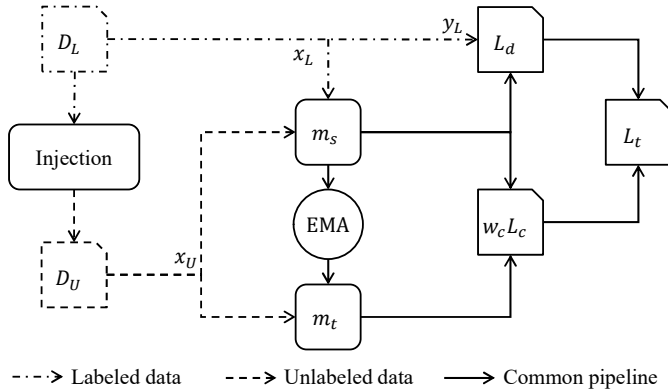 D_L
y_L
L_d
x_L
L_t
Injection
m_s
EMA
w_c L_c
x_U
D_U
m_t
Labeled data
Unlabeled data
Common pipeline